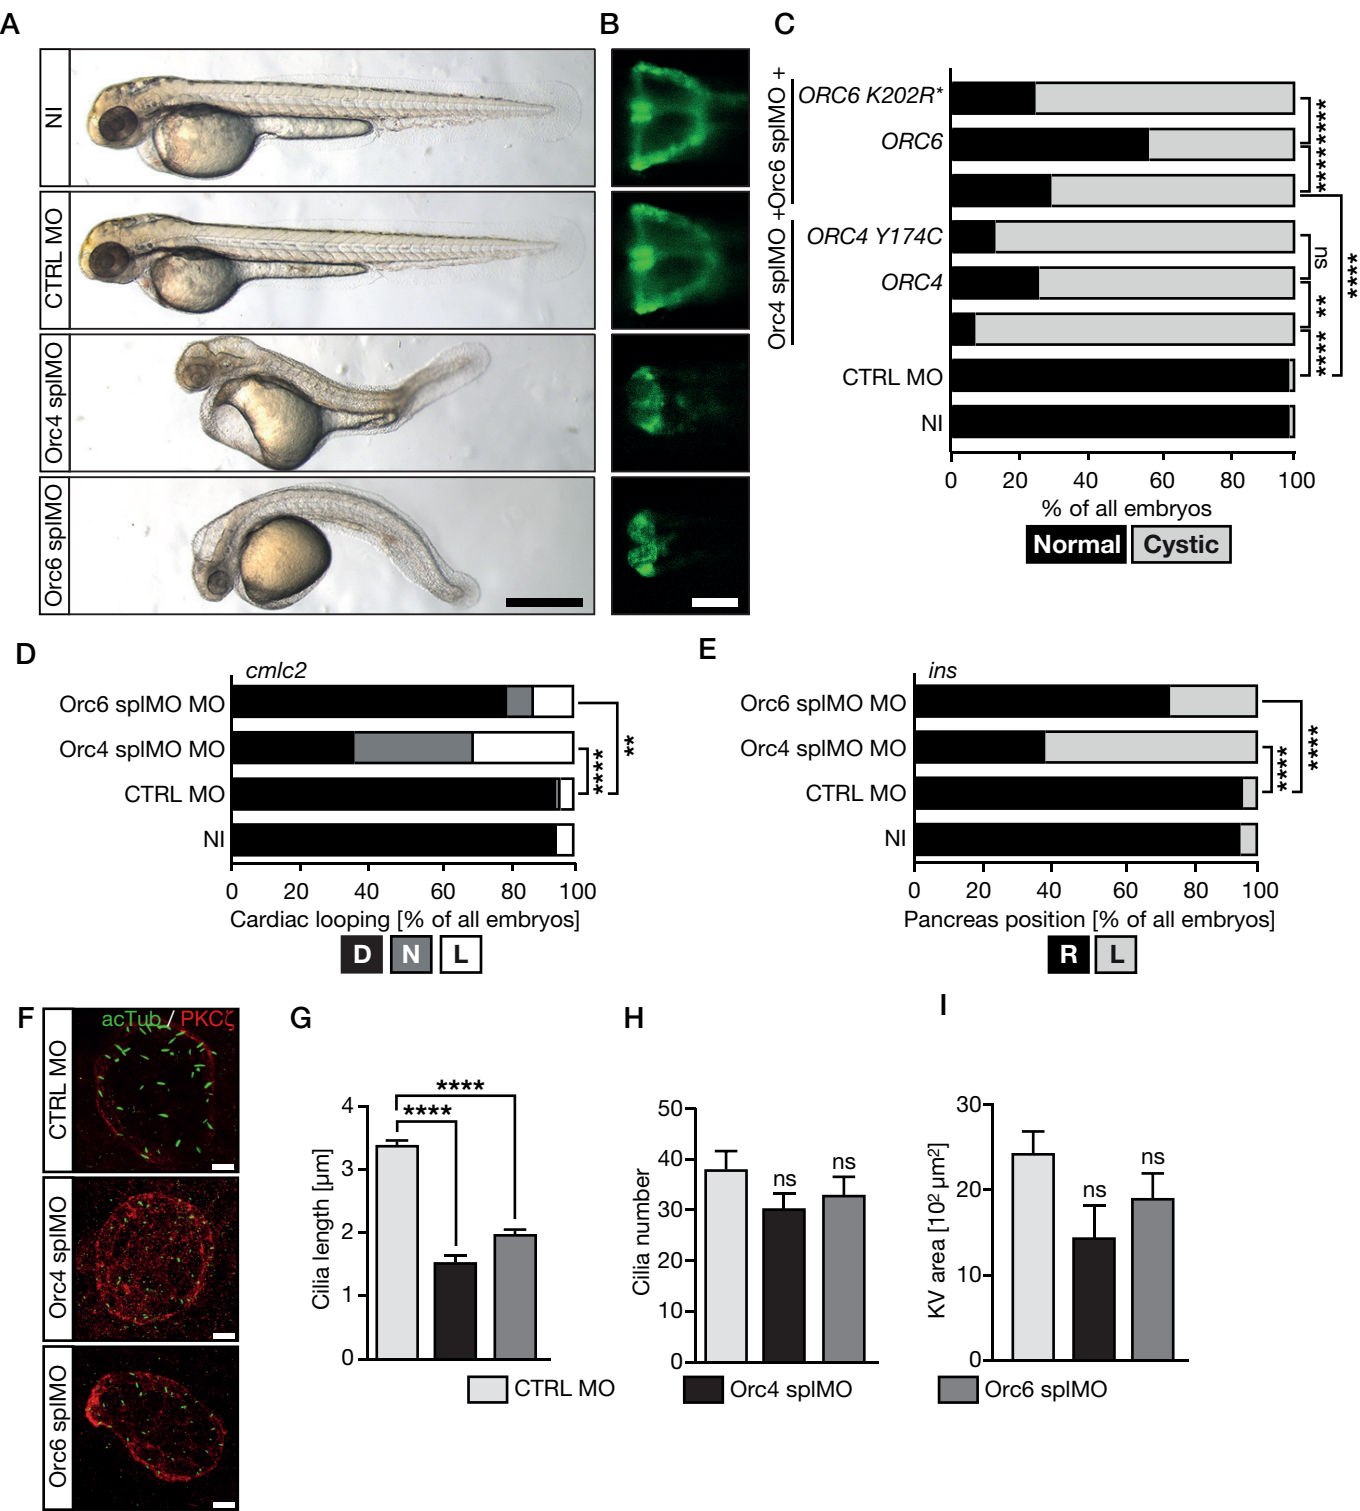 A
NI
CTRL MO
Orc4 splMO
Orc6 splMO
B
C
Orc6 splMO +
ORC6 K202R*
ORC6
Orc4 splMO +
ORC4 Y174C
ORC4
CTRL MO
NI
****
****
ns
**
****
****
0 20 40 60 80 100
% of all embryos
Normal Cystic
D
cmlc2
Orc6 splMO MO
Orc4 splMO MO
CTRL MO
NI
****
**
0 20 40 60 80 100
Cardiac looping [% of all embryos]
D N L
E
ins
Orc6 splMO MO
Orc4 splMO MO
CTRL MO
NI
****
****
0 20 40 60 80 100
Pancreas position [% of all embryos]
R L
F
acTub / PKCζ
CTRL MO
Orc4 splMO
Orc6 splMO
G
Cilia length [µm]
4
3
2
1
0
****
****
H
Cilia number
50
40
30
20
10
0
ns
ns
I
KV area [10² µm²]
30
20
10
0
ns
ns
CTRL MO
Orc4 splMO
Orc6 splMO